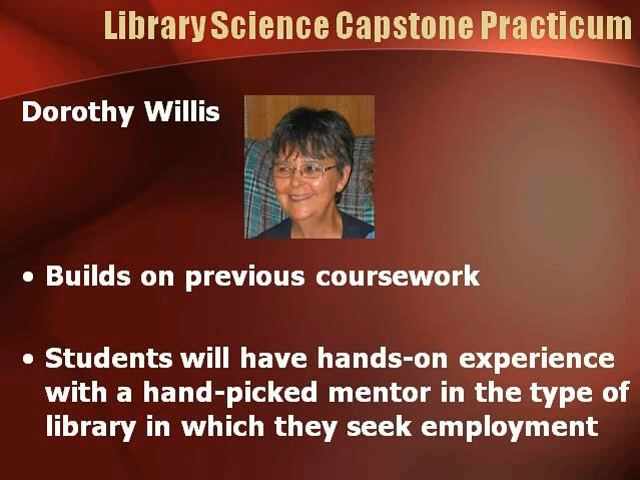 Library Science Capstone Practicum
Dorothy Willis
• Builds on previous coursework
• Students will have hands-on experience
with a hand-picked mentor in the type of
library in which they seek employment